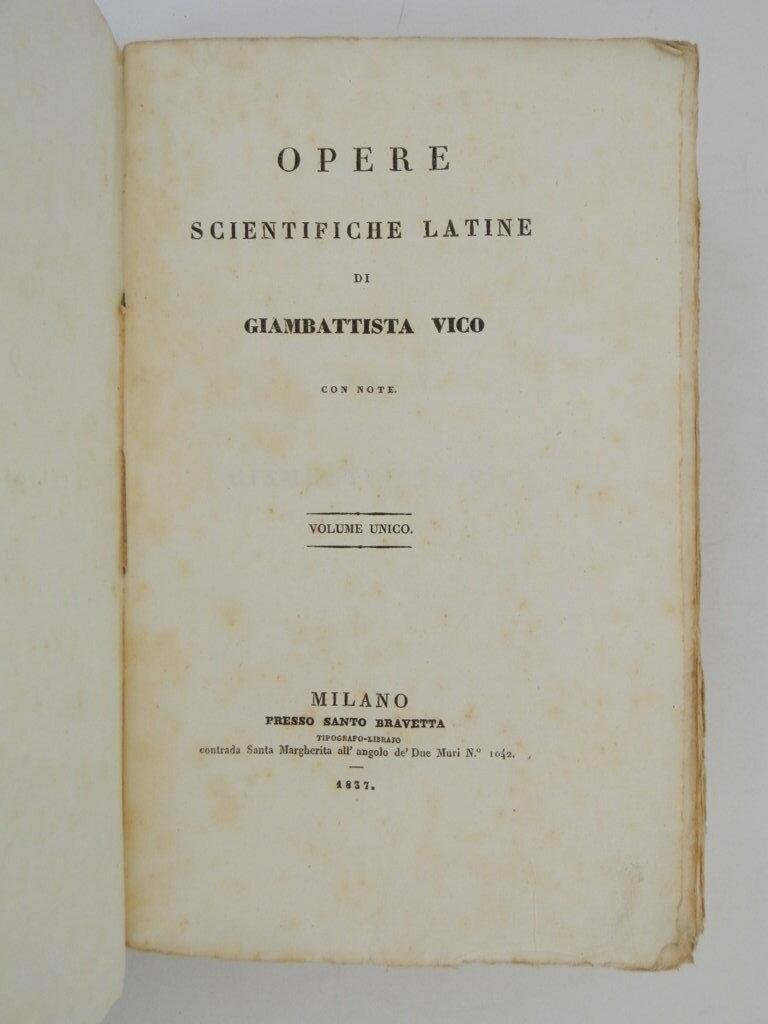 OPERE
SCIENTIFICHE LATINE
DI
GIAMBATTISTA VICO
CON NOTE.
VOLUME UNICO.
MILANO
PRESSO SANTO BRAVETTA
TIPOGRAFO-LIBRAJO
contrada Santa Margherita all' angolo de' Due Muri N.º 1042.
1837.